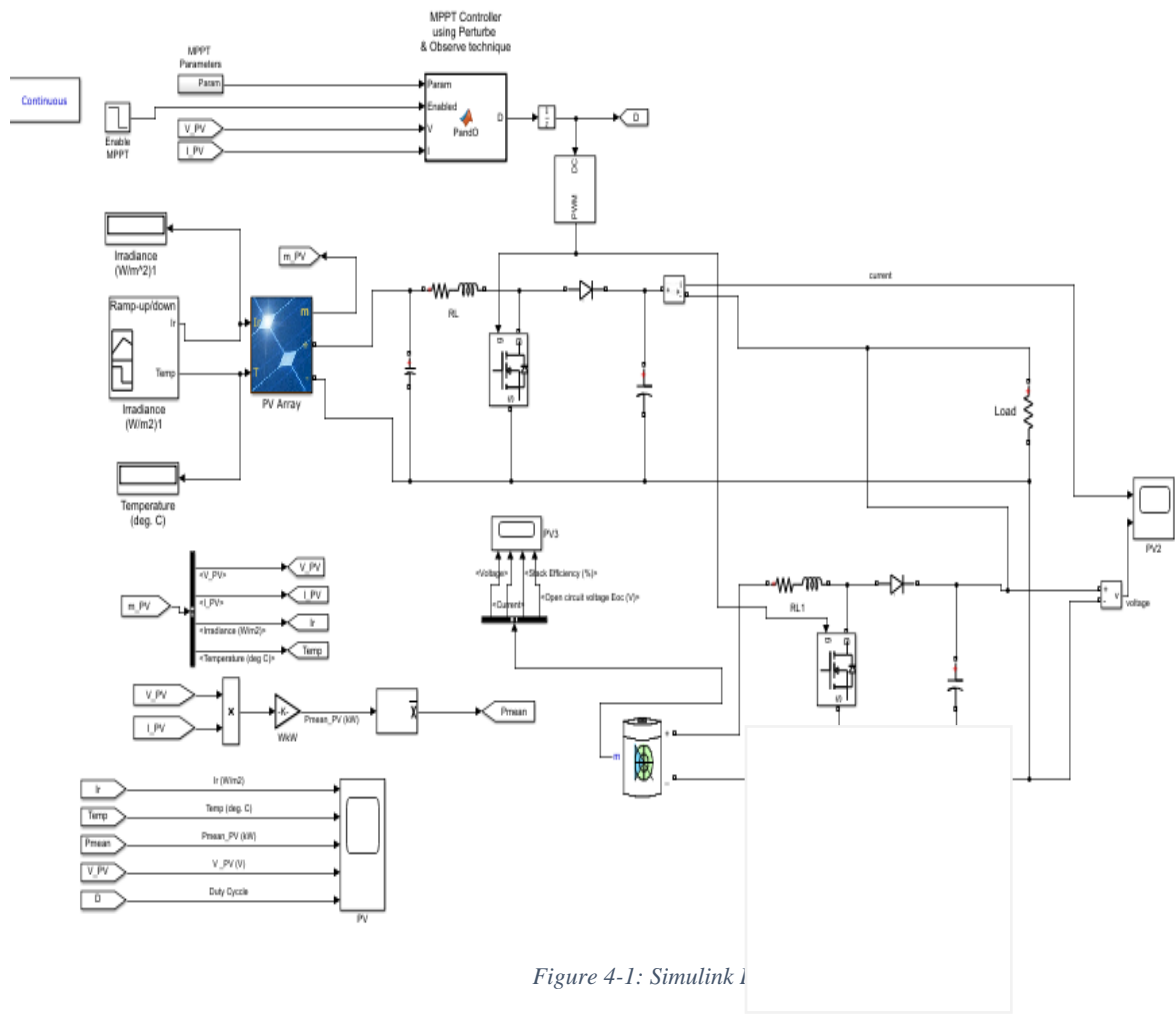 MPPT Controller
using Perturbe
& Observe technique
MPPT
Parameters
Param
Continuous
Enable
MPPT
V_PV
I_PV
Param
Enabled
V
I
PandO
D
D
DC
PWM
Irradiance
(W/m^2)1
m_PV
Ramp-up/down
Ir
Temp
Irradiance
(W/m2)1
Ir
T
m
+
-
PV Array
RL
g
D
S
current
Load
Temperature
(deg. C)
PV2
PV3
<Voltage>
<Stack Efficiency (%)>
<Current>
<Open circuit voltage Eoc (V)>
m_PV
<V_PV>
<I_PV>
<Irradiance (W/m2)>
<Temperature (deg C)>
V_PV
I_PV
Ir
Temp
RL1
g
D
S
+
-
v
voltage
V_PV
I_PV
x
-K-
WkW
Pmean_PV (kW)
Pmean
m
+
–
Ir
Temp
Pmean
V_PV
D
Ir (W/m2)
Temp (deg. C)
Pmean_PV (kW)
V _PV (V)
Duty Cyccle
PV
Figure 4-1: Simulink